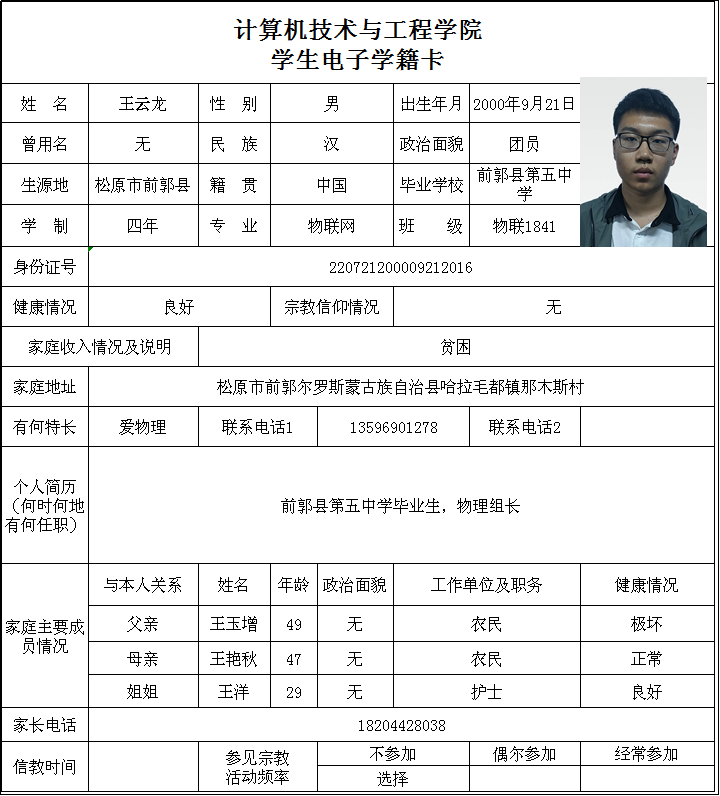 计算机技术与工程学院
学生电子学籍卡
姓 名 王云龙 性 别 男 出生年月 2000年9月21日
曾用名 无 民 族 汉 政治面貌 团员
生源地 松原市前郭县 籍 贯 中国 毕业学校 前郭县第五中学
学 制 四年 专 业 物联网 班 级 物联1841
身份证号 220721200009212016
健康情况 良好 宗教信仰情况 无
家庭收入情况及说明 贫困
家庭地址 松原市前郭尔罗斯蒙古族自治县哈拉毛都镇那木斯村
有何特长 爱物理 联系电话1 13596901278 联系电话2
个人简历
（何时何地
有何任职）
前郭县第五中学毕业生，物理组长
家庭主要成
员情况
与本人关系 姓名 年龄 政治面貌 工作单位及职务 健康情况
父亲 王玉增 49 无 农民 极坏
母亲 王艳秋 47 无 农民 正常
姐姐 王洋 29 无 护士 良好
家长电话 18204428038
信教时间 参见宗教
活动频率
不参加 偶尔参加 经常参加
选择